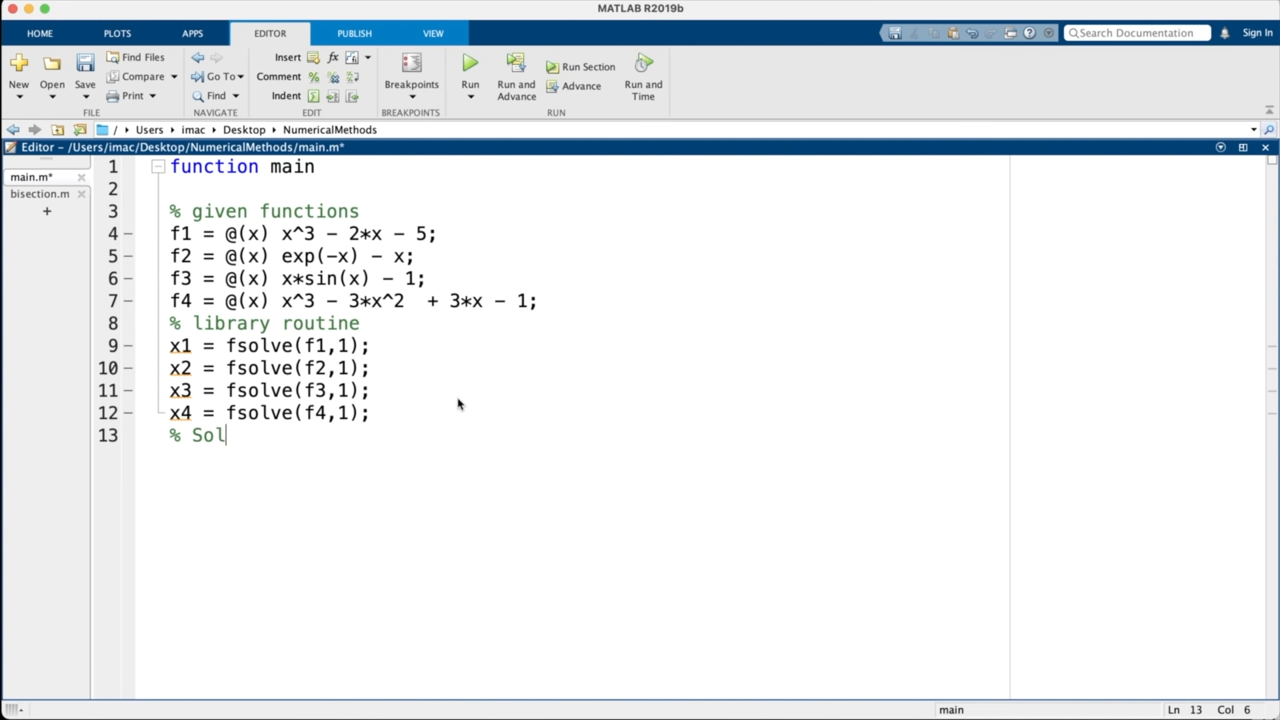 MATLAB R2019b
HOME PLOTS APPS EDITOR PUBLISH VIEW Search Documentation Sign In
New Open Save Find Files Compare Print Go To Find Insert Comment Indent Breakpoints Run Run and Advance Run Section Advance Run and Time
FILE NAVIGATE EDIT BREAKPOINTS RUN
/ Users imac Desktop NumericalMethods
Editor – /Users/imac/Desktop/NumericalMethods/main.m*
main.m*
bisection.m
1 function main
2
3 % given functions
4 f1 = @(x) x^3 - 2*x - 5;
5 f2 = @(x) exp(-x) - x;
6 f3 = @(x) x*sin(x) - 1;
7 f4 = @(x) x^3 - 3*x^2  + 3*x - 1;
8 % library routine
9 x1 = fsolve(f1,1);
10 x2 = fsolve(f2,1);
11 x3 = fsolve(f3,1);
12 x4 = fsolve(f4,1);
13 % Sol
main Ln 13 Col 6